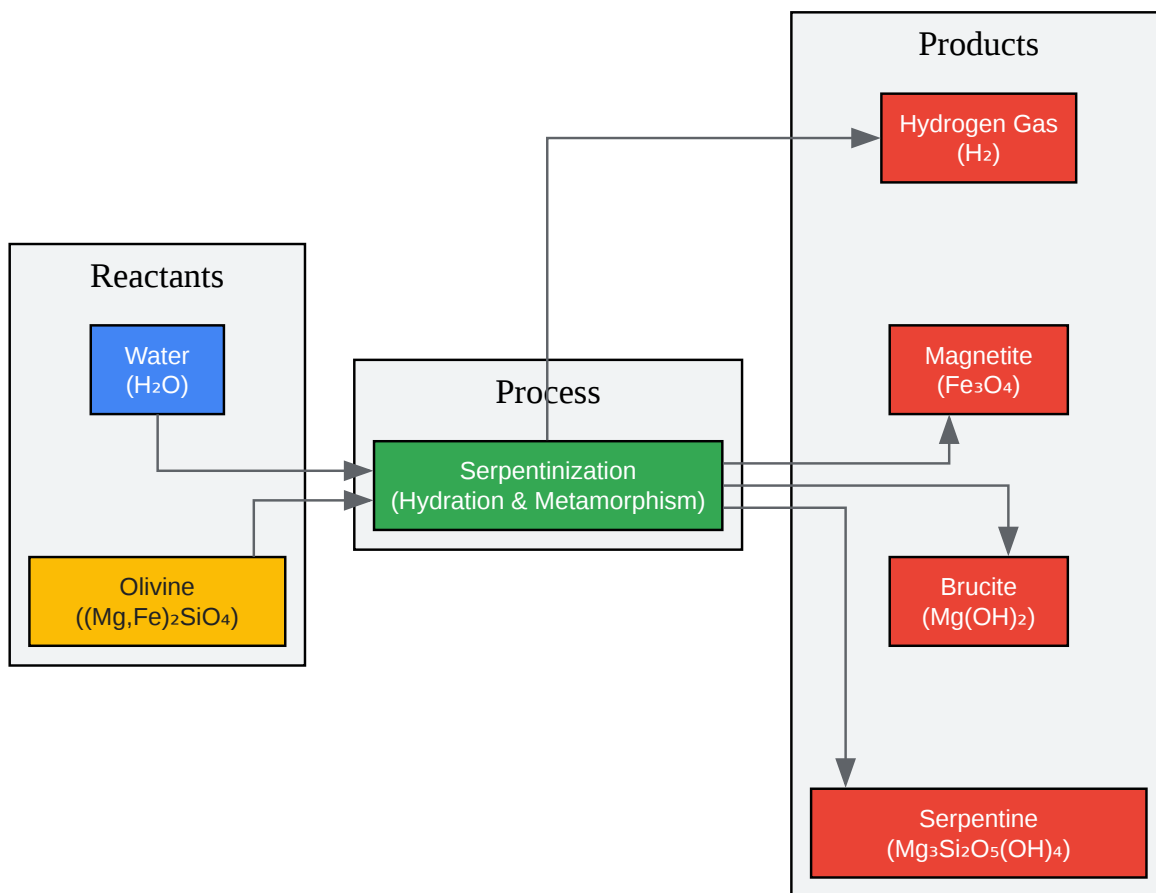 Reactants
Water
(H₂O)
Olivine
((Mg,Fe)₂SiO₄)
Process
Serpentinization
(Hydration & Metamorphism)
Products
Hydrogen Gas
(H₂)
Magnetite
(Fe₃O₄)
Brucite
(Mg(OH)₂)
Serpentine
(Mg₃Si₂O₅(OH)₄)